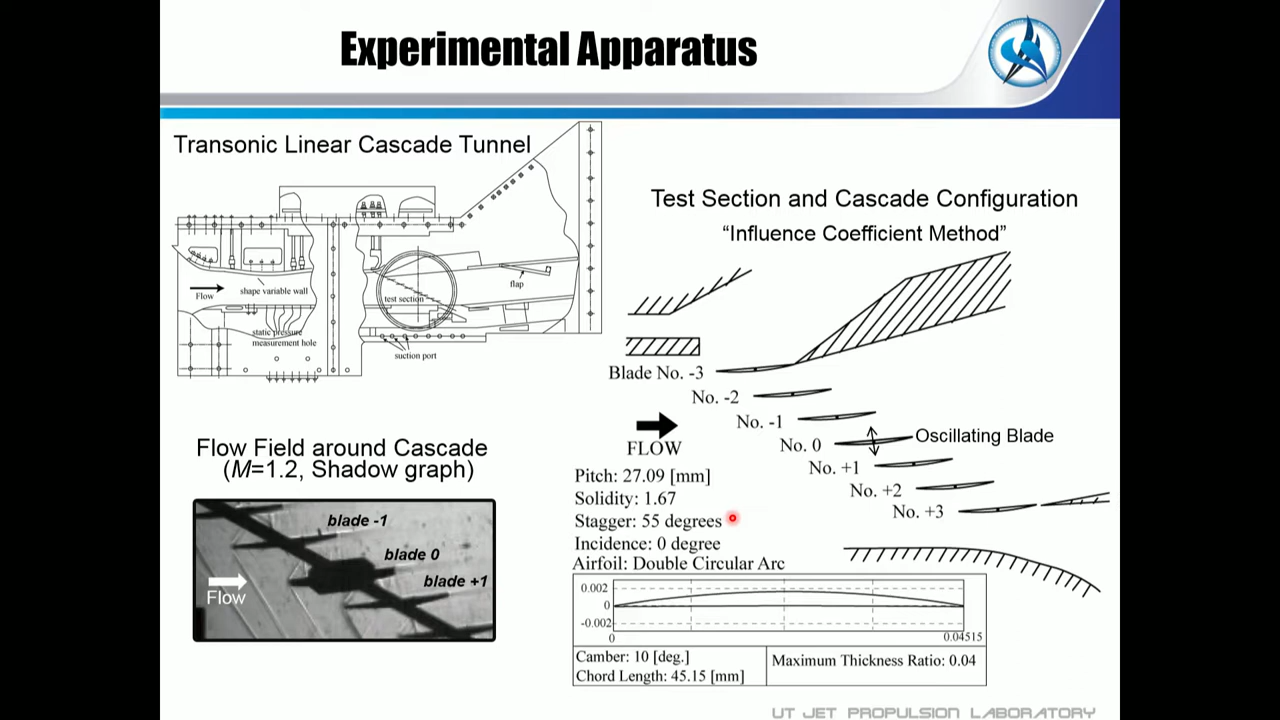 Experimental Apparatus
Transonic Linear Cascade Tunnel
Flow
shape variable wall
static pressure
measurement hole
test section
flap
suction port
Test Section and Cascade Configuration
“Influence Coefficient Method”
Blade No. -3
No. -2
No. -1
No. 0
Oscillating Blade
No. +1
No. +2
No. +3
FLOW
Pitch: 27.09 [mm]
Solidity: 1.67
Stagger: 55 degrees
Incidence: 0 degree
Airfoil: Double Circular Arc
0.002
0
-0.002
0
0.04515
Camber: 10 [deg.]
Chord Length: 45.15 [mm]
Maximum Thickness Ratio: 0.04
Flow Field around Cascade
(M=1.2, Shadow graph)
blade -1
blade 0
blade +1
Flow
UT JET PROPULSION LABORATORY